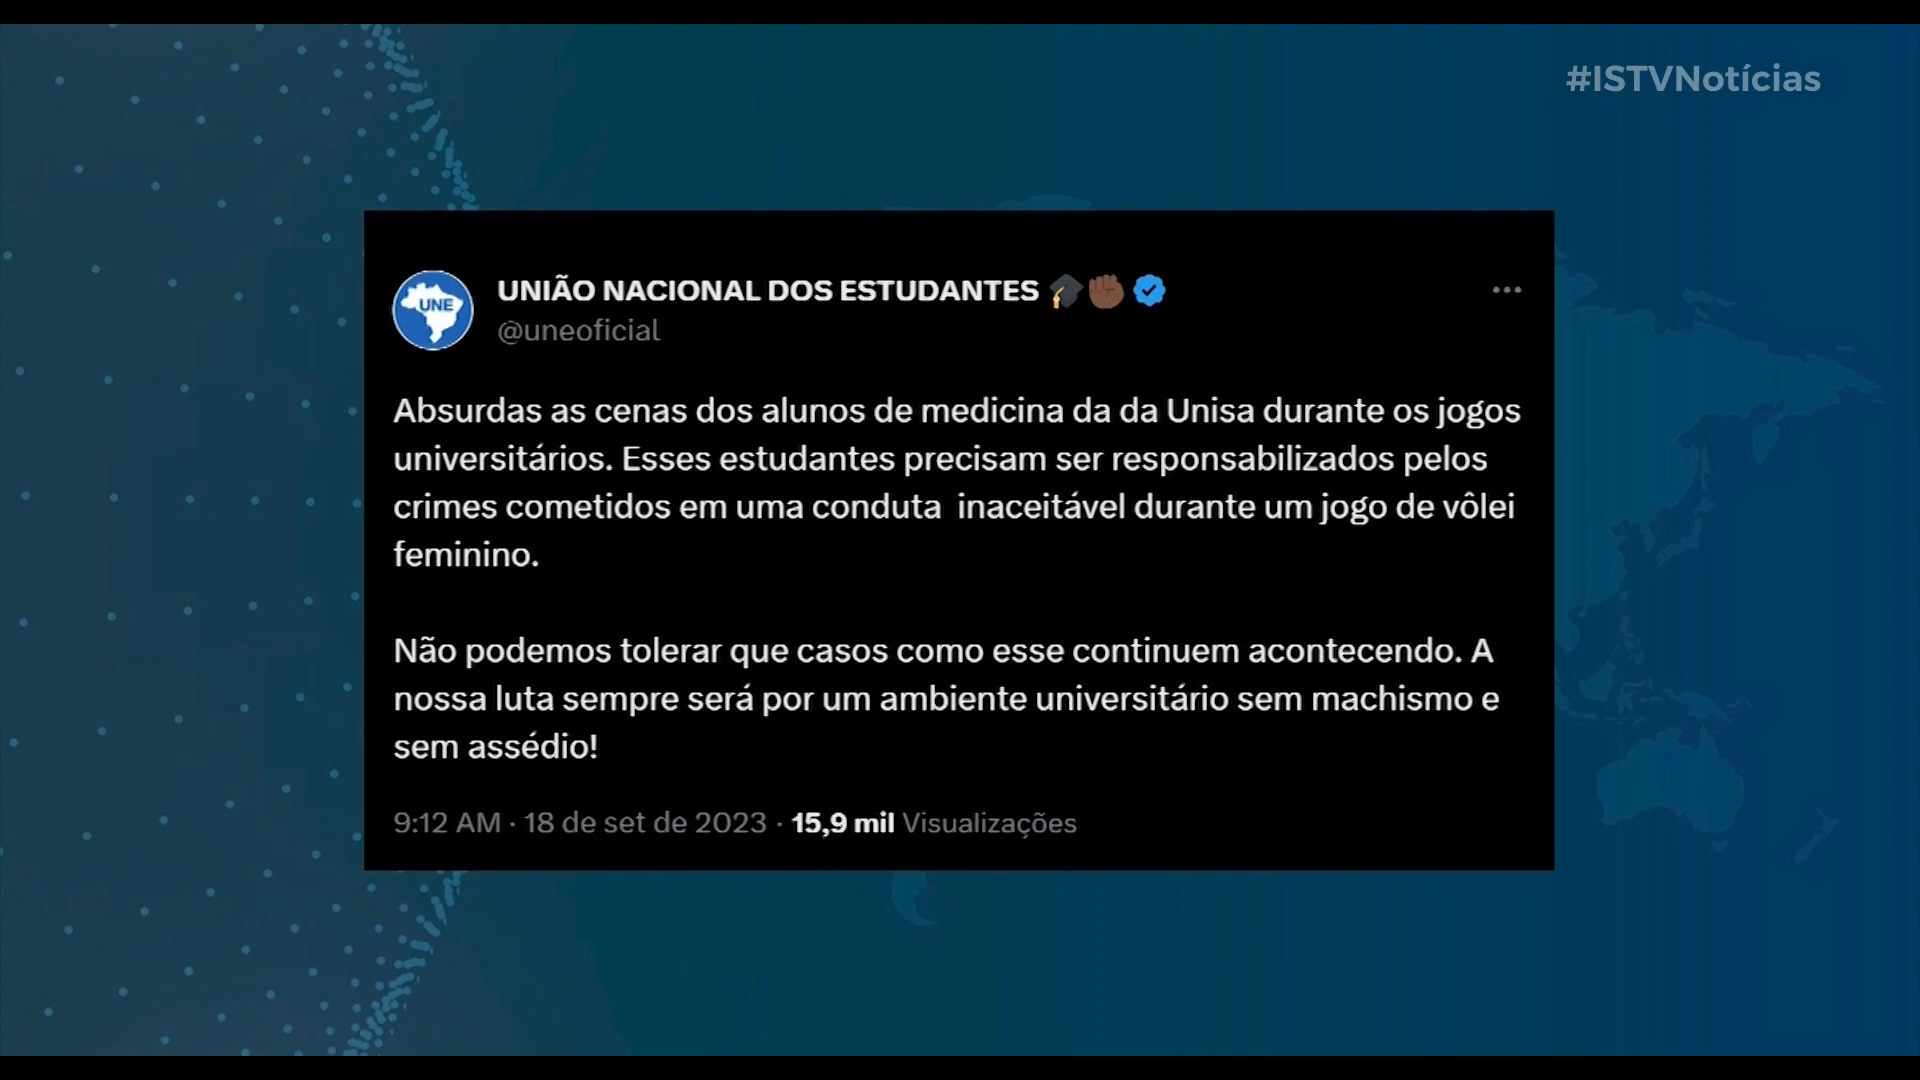 #ISTVNotícias
UNE
UNIÃO NACIONAL DOS ESTUDANTES
@uneoficial
Absurdas as cenas dos alunos de medicina da da Unisa durante os jogos
universitários. Esses estudantes precisam ser responsabilizados pelos
crimes cometidos em uma conduta  inaceitável durante um jogo de vôlei
feminino.
Não podemos tolerar que casos como esse continuem acontecendo. A
nossa luta sempre será por um ambiente universitário sem machismo e
sem assédio!
9:12 AM · 18 de set de 2023 · 15,9 mil Visualizações